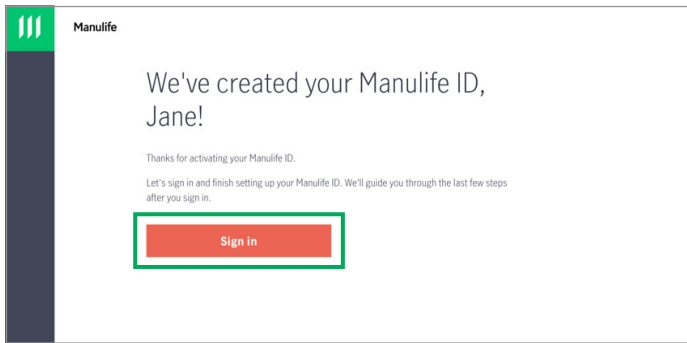 Manulife
We've created your Manulife ID,
Jane!
Thanks for activating your Manulife ID.
Let's sign in and finish setting up your Manulife ID. We'll guide you through the last few steps
after you sign in.
Sign in